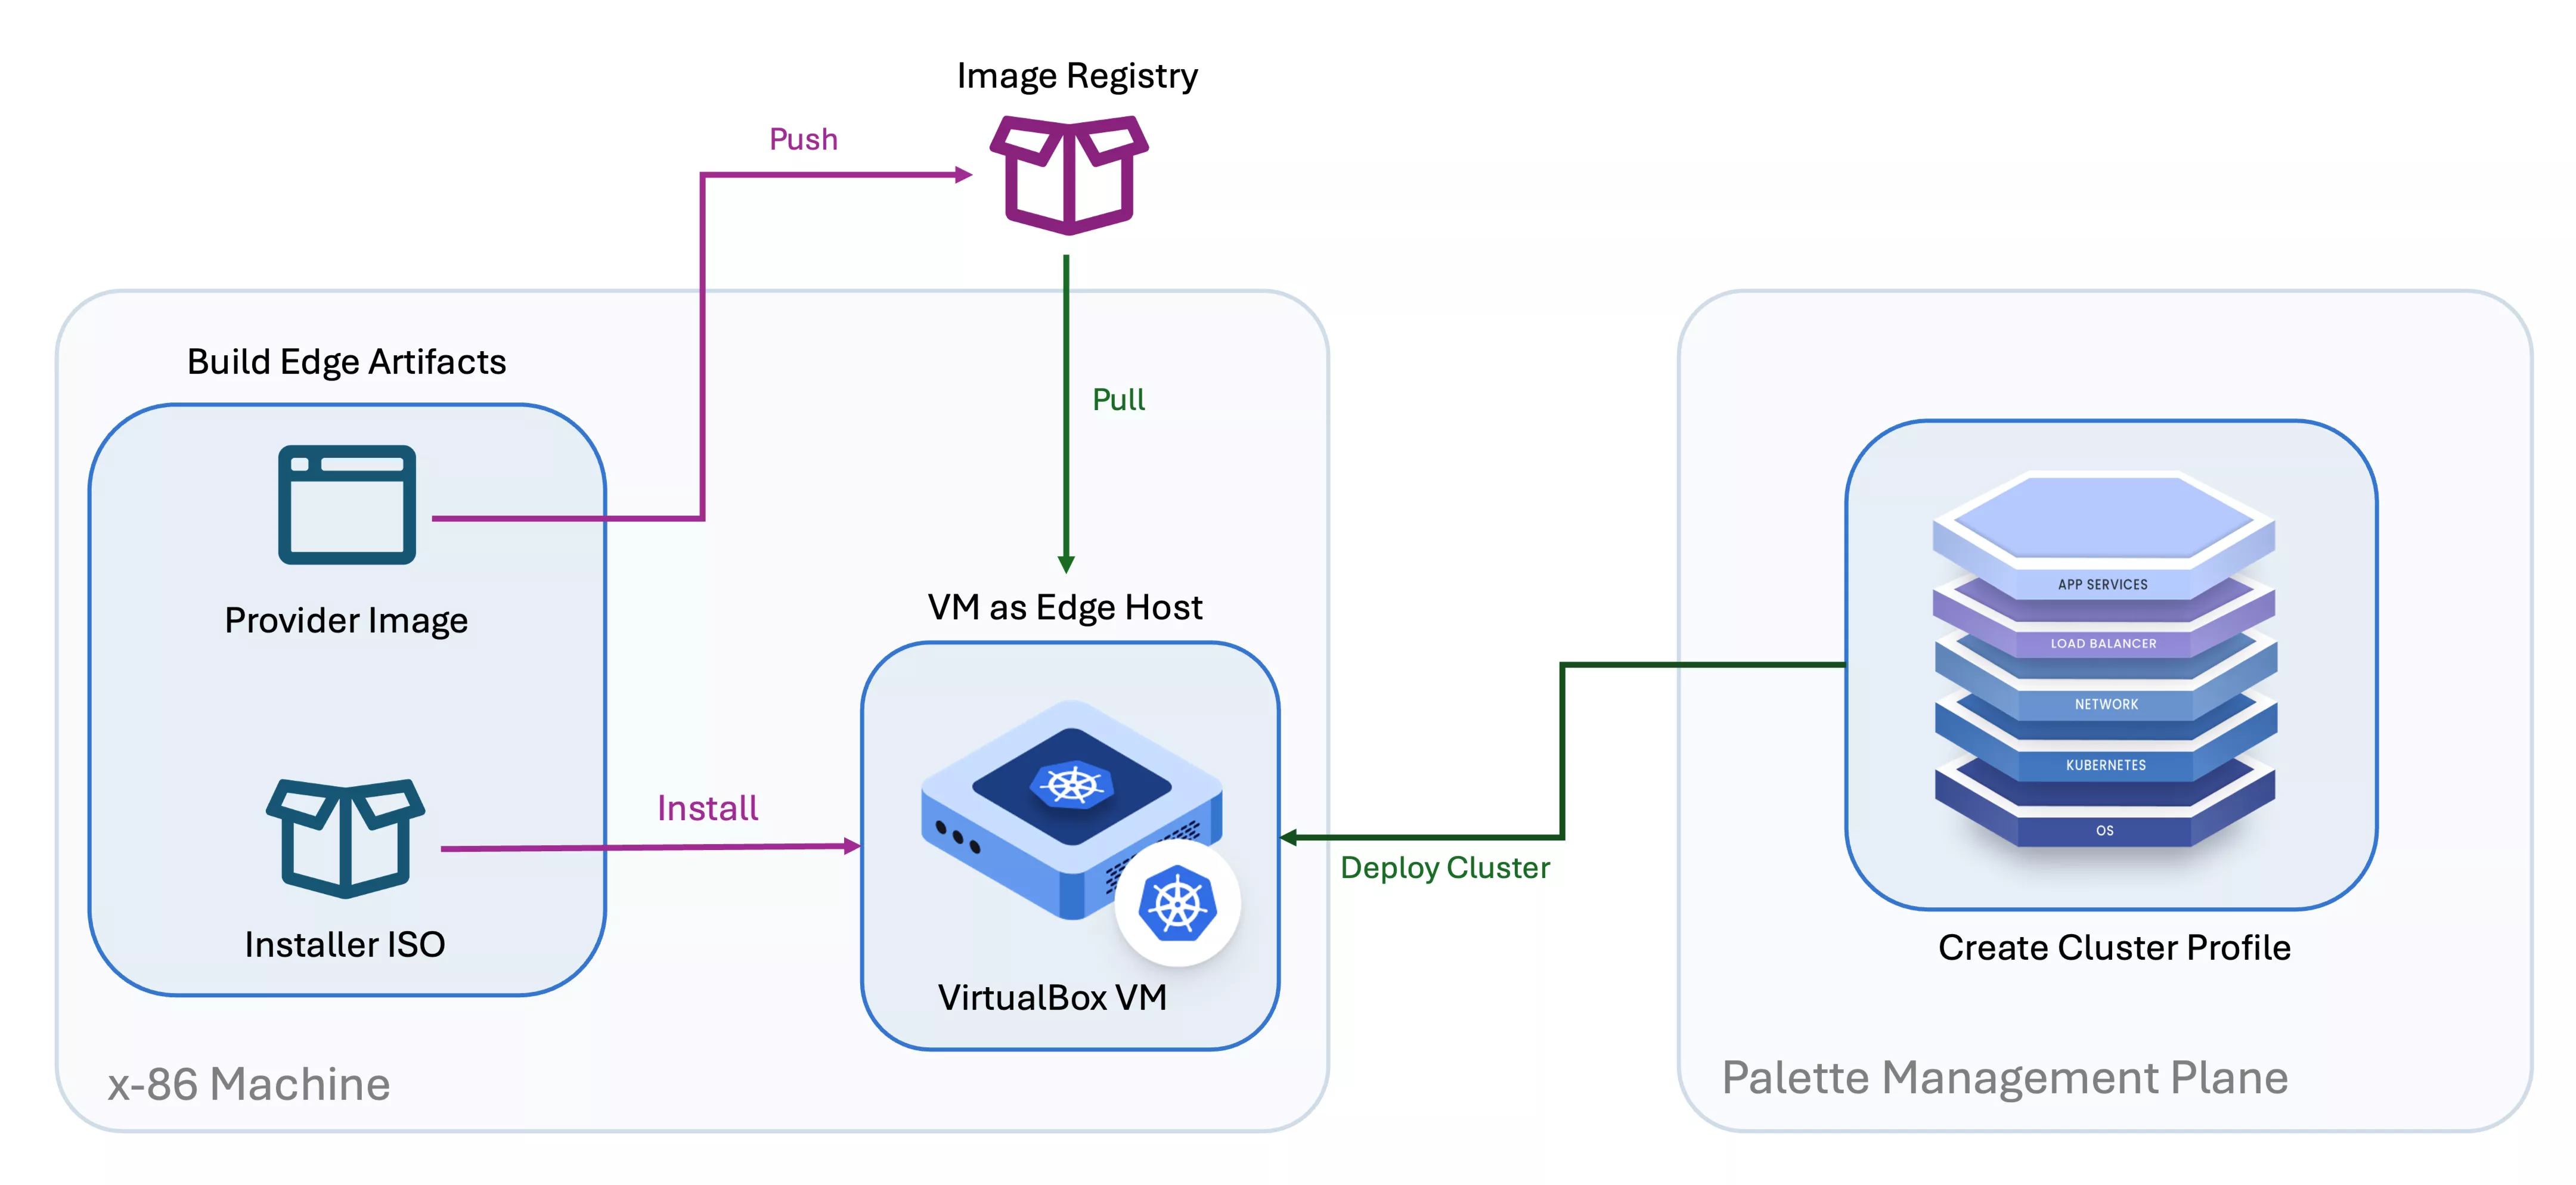 Image Registry
Push
Pull
Build Edge Artifacts
Provider Image
Installer ISO
Install
VM as Edge Host
VirtualBox VM
x-86 Machine
Deploy Cluster
APP SERVICES
LOAD BALANCER
NETWORK
KUBERNETES
OS
Create Cluster Profile
Palette Management Plane